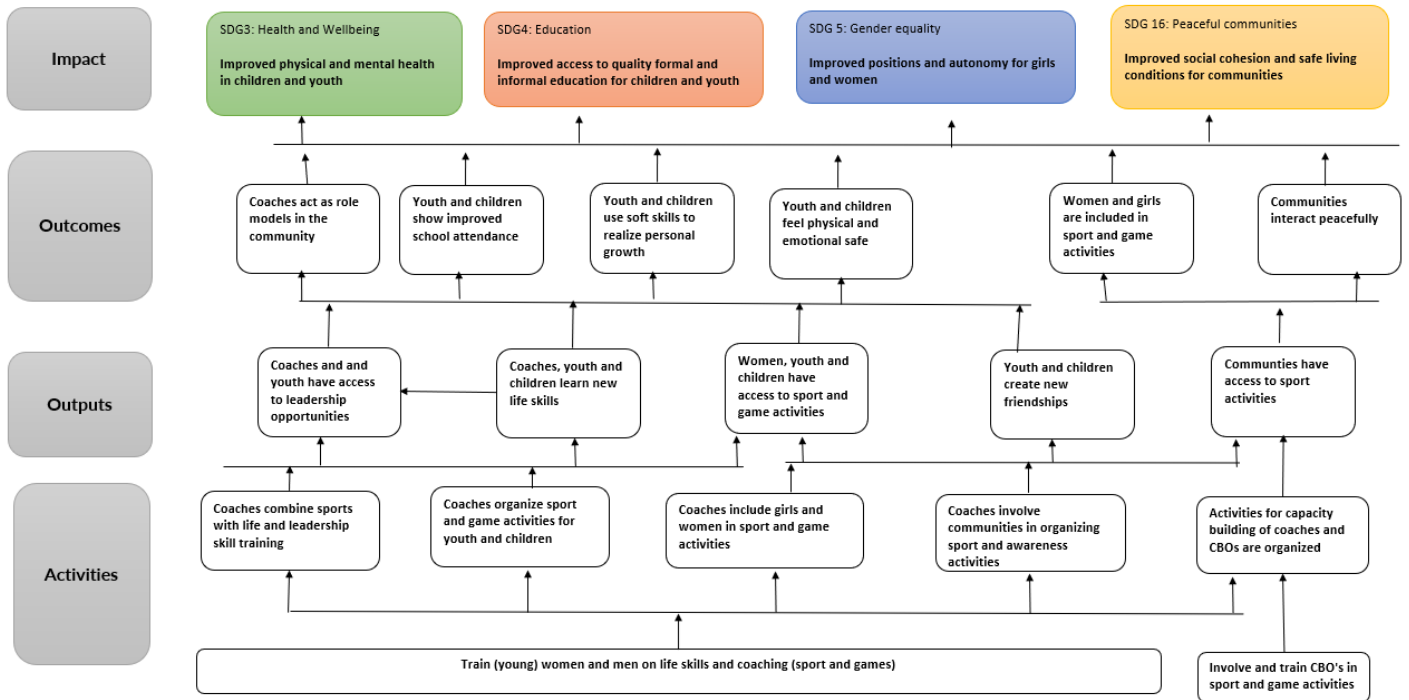 Impact
SDG3: Health and Wellbeing
Improved physical and mental health
in children and youth
SDG4: Education
Improved access to quality formal and
informal education for children and youth
SDG 5: Gender equality
Improved positions and autonomy for girls
and women
SDG 16: Peaceful communities
Improved social cohesion and safe living
conditions for communities
Outcomes
Coaches act as role
models in the
community
Youth and children
show improved
school attendance
Youth and children
use soft skills to
realize personal
growth
Youth and children
feel physical and
emotional safe
Women and girls
are included in
sport and game
activities
Communities
interact peacefully
Outputs
Coaches and and
youth have access
to leadership
opportunities
Coaches, youth and
children learn new
life skills
Women, youth and
children have
access to sport and
game activities
Youth and children
create new
friendships
Communties have
access to sport
activities
Activities
Coaches combine sports
with life and leadership
skill training
Coaches organize sport
and game activities for
youth and children
Coaches include girls and
women in sport and game
activities
Coaches involve
communities in organizing
sport and awareness
activities
Activities for capacity
building of coaches and
CBOs are organized
Train (young) women and men on life skills and coaching (sport and games)
Involve and train CBO's in
sport and game activities